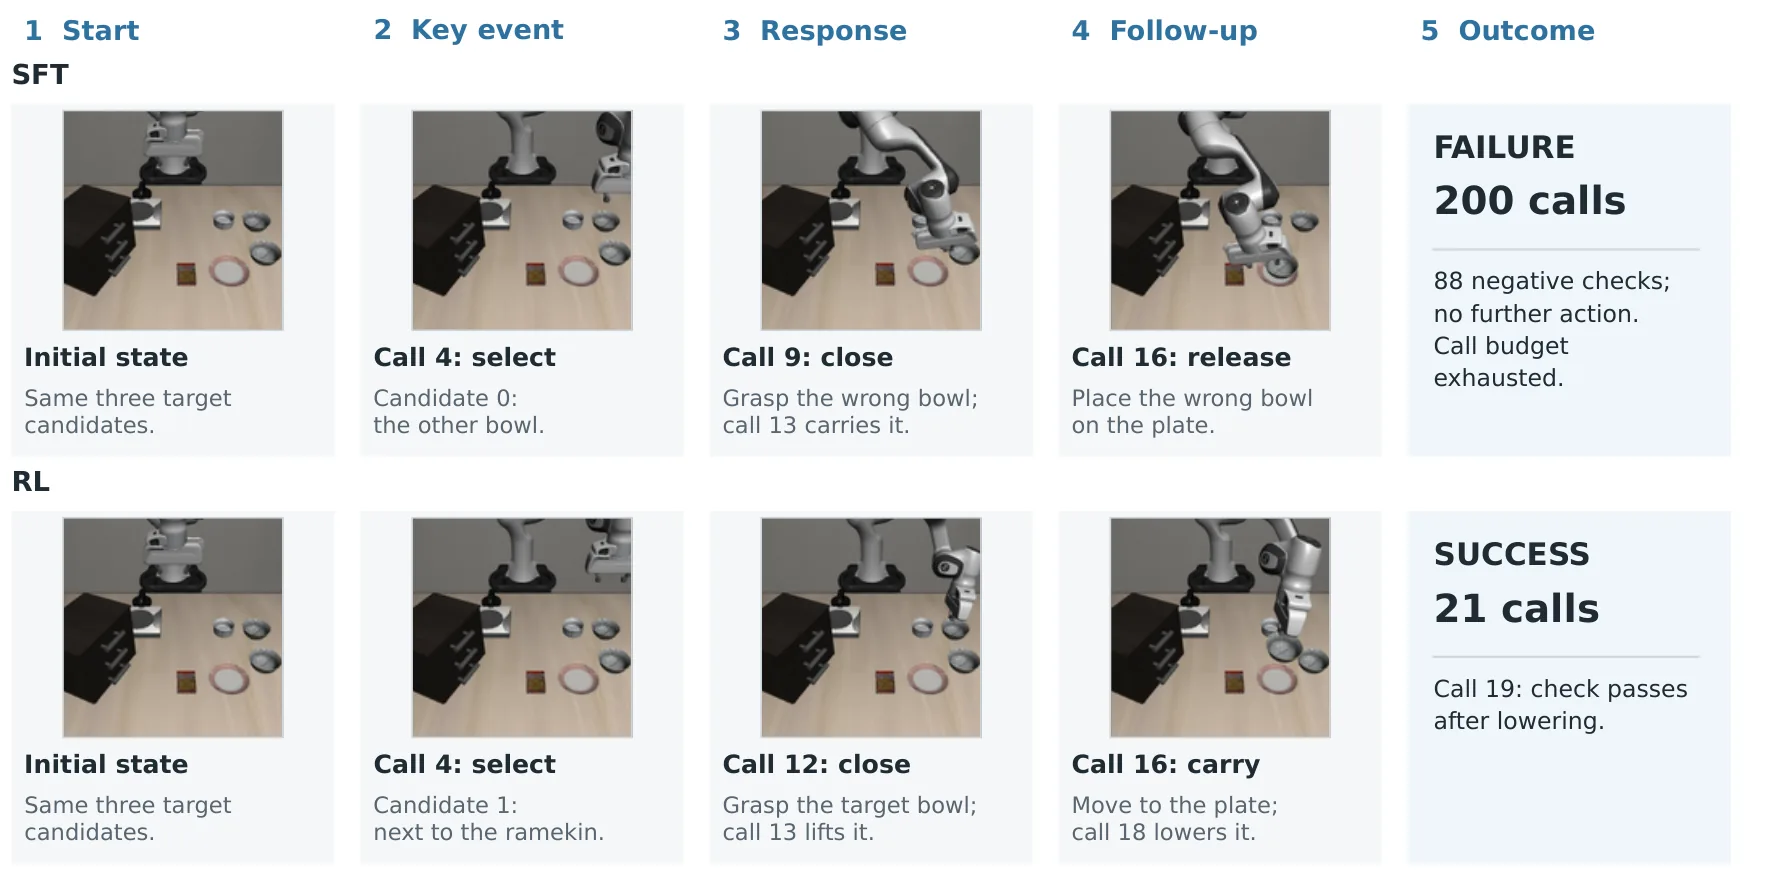 1 Start
2 Key event
3 Response
4 Follow-up
5 Outcome
SFT
Initial state
Same three target
candidates.
Call 4: select
Candidate 0:
the other bowl.
Call 9: close
Grasp the wrong bowl;
call 13 carries it.
Call 16: release
Place the wrong bowl
on the plate.
FAILURE
200 calls
88 negative checks;
no further action.
Call budget
exhausted.
RL
Initial state
Same three target
candidates.
Call 4: select
Candidate 1:
next to the ramekin.
Call 12: close
Grasp the target bowl;
call 13 lifts it.
Call 16: carry
Move to the plate;
call 18 lowers it.
SUCCESS
21 calls
Call 19: check passes
after lowering.